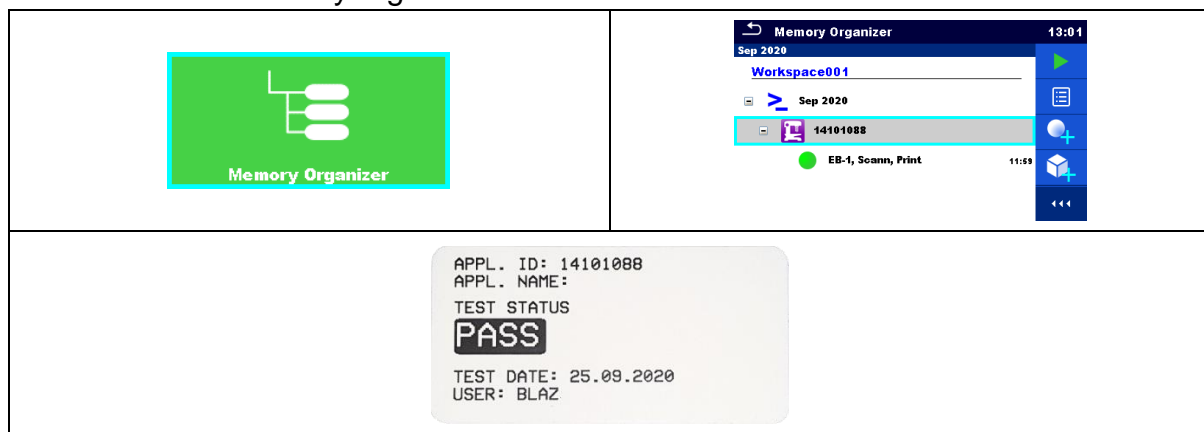 Memory Organizer
Memory Organizer 13:01
Sep 2020
Workspace001
Sep 2020
14101088
EB-1, Scann, Print 11:59
APPL. ID: 14101088
APPL. NAME:
TEST STATUS
PASS
TEST DATE: 25.09.2020
USER: BLAZ